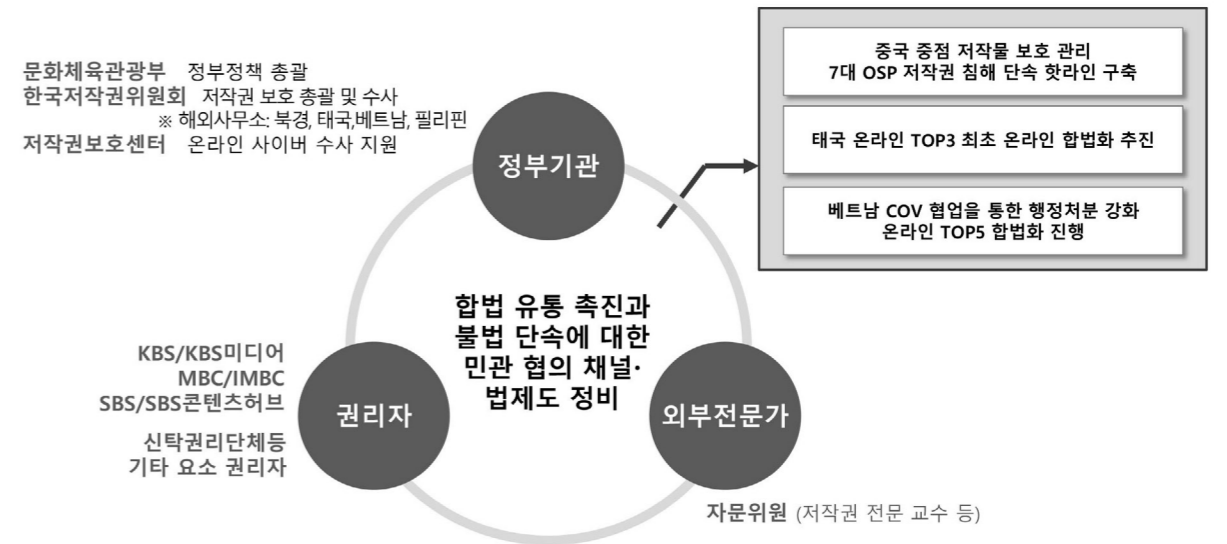 문화체육관광부 정부정책 총괄
한국저작권위원회 저작권 보호 총괄 및 수사
※ 해외사무소: 북경, 태국,베트남, 필리핀
저작권보호센터 온라인 사이버 수사 지원
정부기관
중국 중점 저작물 보호 관리
7대 OSP 저작권 침해 단속 핫라인 구축
태국 온라인 TOP3 최초 온라인 합법화 추진
베트남 COV 협업을 통한 행정처분 강화
온라인 TOP5 합법화 진행
합법 유통 촉진과
불법 단속에 대한
민관 협의 채널·
법제도 정비
KBS/KBS미디어
MBC/IMBC
SBS/SBS콘텐츠허브
신탁권리단체등
기타 요소 권리자
권리자
외부전문가
자문위원 (저작권 전문 교수 등)